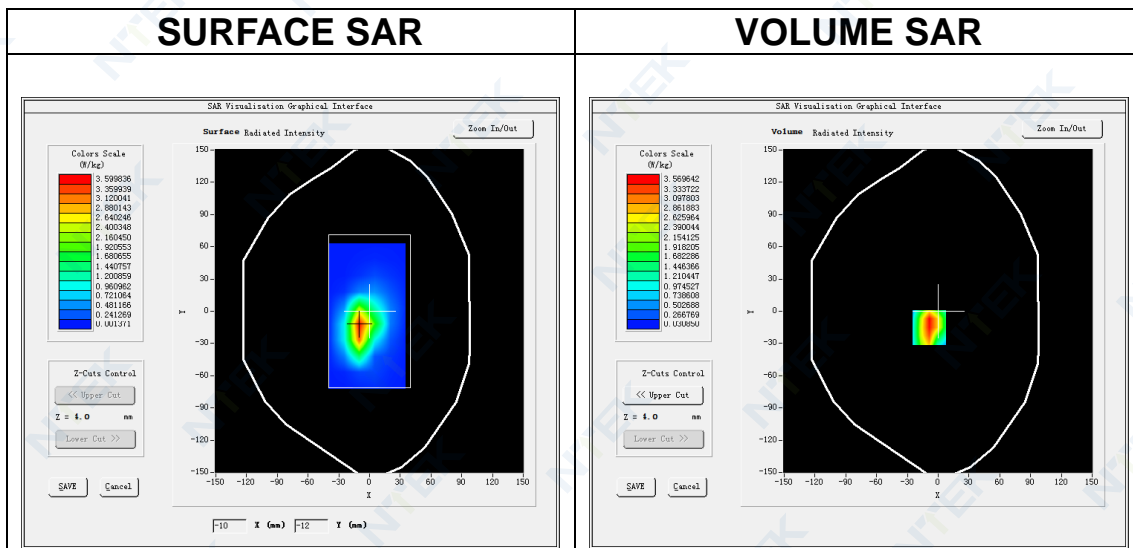 SURFACE SAR
VOLUME SAR
SAR Visualisation Graphical Interface
Surface Radiated Intensity
Zoom In/Out
Colors Scale
(W/kg)
3.599836
3.359939
3.120041
2.880143
2.640246
2.400348
2.160450
1.920553
1.680655
1.440757
1.200859
0.960962
0.721064
0.481166
0.241269
0.001371
Z-Cuts Control
<< Upper Cut
Z = 4.0 mm
Lower Cut >>
SAVE
Cancel
150
120
90
60
30
0
-30
-60
-90
-120
-150
Y
-150 -120 -90 -60 -30 0 30 60 90 120 150
X
-10 X (mm) -12 Y (mm)
SAR Visualisation Graphical Interface
Volume Radiated Intensity
Zoom In/Out
Colors Scale
(W/kg)
3.569642
3.333722
3.097803
2.861883
2.625964
2.390044
2.154125
1.918205
1.682286
1.446366
1.210447
0.974527
0.738608
0.502688
0.266769
0.030850
Z-Cuts Control
<< Upper Cut
Z = 4.0 mm
Lower Cut >>
SAVE
Cancel
150
120
90
60
30
0
-30
-60
-90
-120
-150
Y
-150 -120 -90 -60 -30 0 30 60 90 120 150
X
NTEK